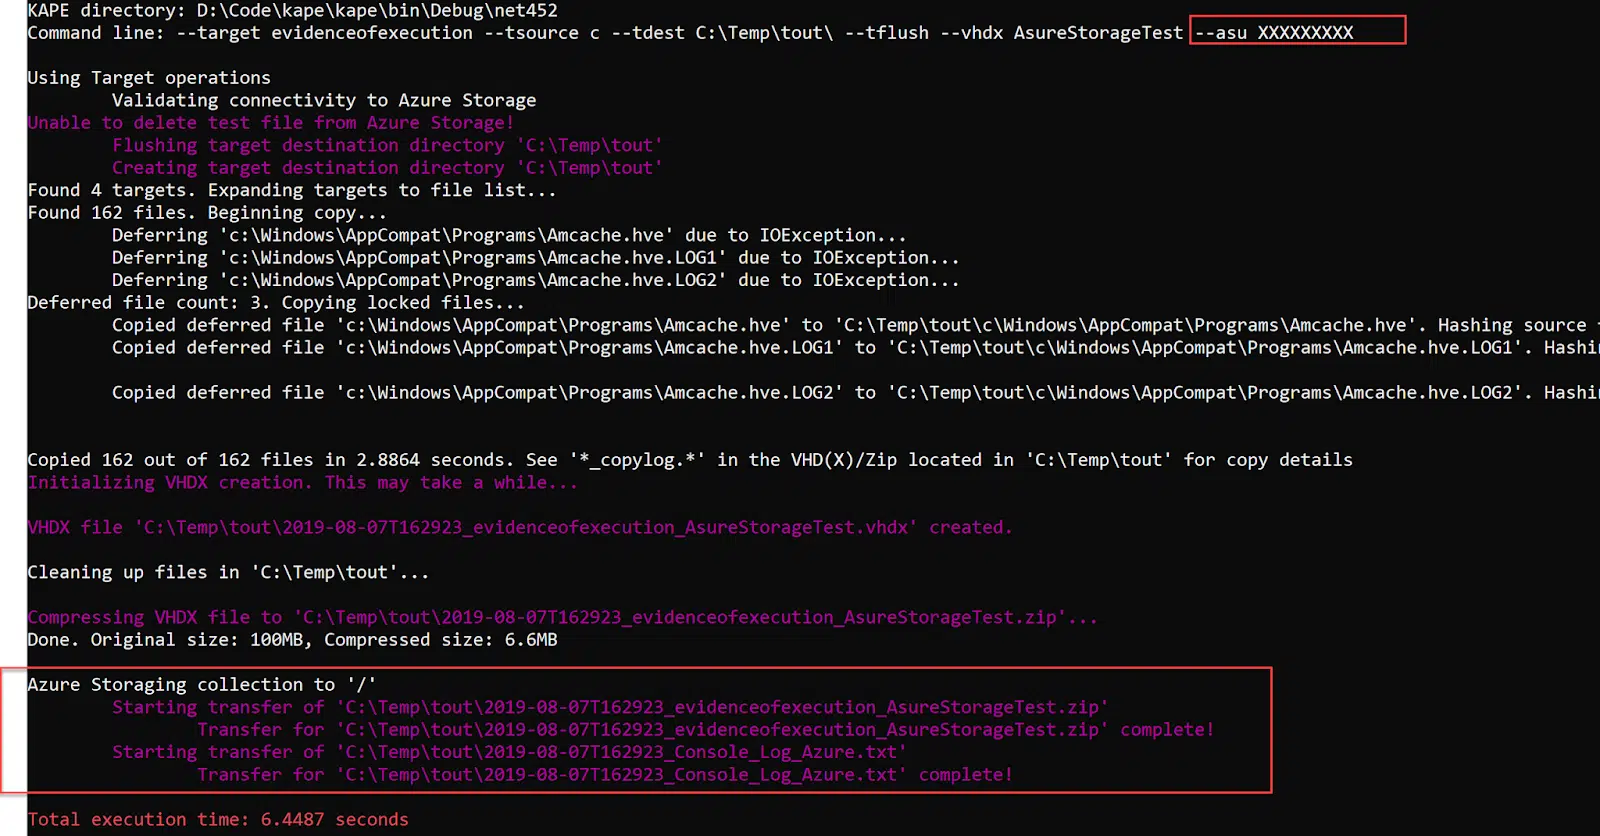 KAPE directory: D:\Code\kape\kape\bin\Debug\net452
Command line: --target evidenceofexecution --tsource c --tdest C:\Temp\tout\ --tflush --vhdx AsureStorageTest --asu XXXXXXXXX
Using Target operations
Validating connectivity to Azure Storage
Unable to delete test file from Azure Storage!
Flushing target destination directory 'C:\Temp\tout'
Creating target destination directory 'C:\Temp\tout'
Found 4 targets. Expanding targets to file list...
Found 162 files. Beginning copy...
Deferring 'c:\Windows\AppCompat\Programs\Amcache.hve' due to IOException...
Deferring 'c:\Windows\AppCompat\Programs\Amcache.hve.LOG1' due to IOException...
Deferring 'c:\Windows\AppCompat\Programs\Amcache.hve.LOG2' due to IOException...
Deferred file count: 3. Copying locked files...
Copied deferred file 'c:\Windows\AppCompat\Programs\Amcache.hve' to 'C:\Temp\tout\c\Windows\AppCompat\Programs\Amcache.hve'. Hashing source
Copied deferred file 'c:\Windows\AppCompat\Programs\Amcache.hve.LOG1' to 'C:\Temp\tout\c\Windows\AppCompat\Programs\Amcache.hve.LOG1'. Hashi
Copied deferred file 'c:\Windows\AppCompat\Programs\Amcache.hve.LOG2' to 'C:\Temp\tout\c\Windows\AppCompat\Programs\Amcache.hve.LOG2'. Hashi
Copied 162 out of 162 files in 2.8864 seconds. See '*_copylog.*' in the VHD(X)/Zip located in 'C:\Temp\tout' for copy details
Initializing VHDX creation. This may take a while...
VHDX file 'C:\Temp\tout\2019-08-07T162923_evidenceofexecution_AsureStorageTest.vhdx' created.
Cleaning up files in 'C:\Temp\tout'...
Compressing VHDX file to 'C:\Temp\tout\2019-08-07T162923_evidenceofexecution_AsureStorageTest.zip'...
Done. Original size: 100MB, Compressed size: 6.6MB
Azure Storaging collection to '/'
Starting transfer of 'C:\Temp\tout\2019-08-07T162923_evidenceofexecution_AsureStorageTest.zip'
Transfer for 'C:\Temp\tout\2019-08-07T162923_evidenceofexecution_AsureStorageTest.zip' complete!
Starting transfer of 'C:\Temp\tout\2019-08-07T162923_Console_Log_Azure.txt'
Transfer for 'C:\Temp\tout\2019-08-07T162923_Console_Log_Azure.txt' complete!
Total execution time: 6.4487 seconds